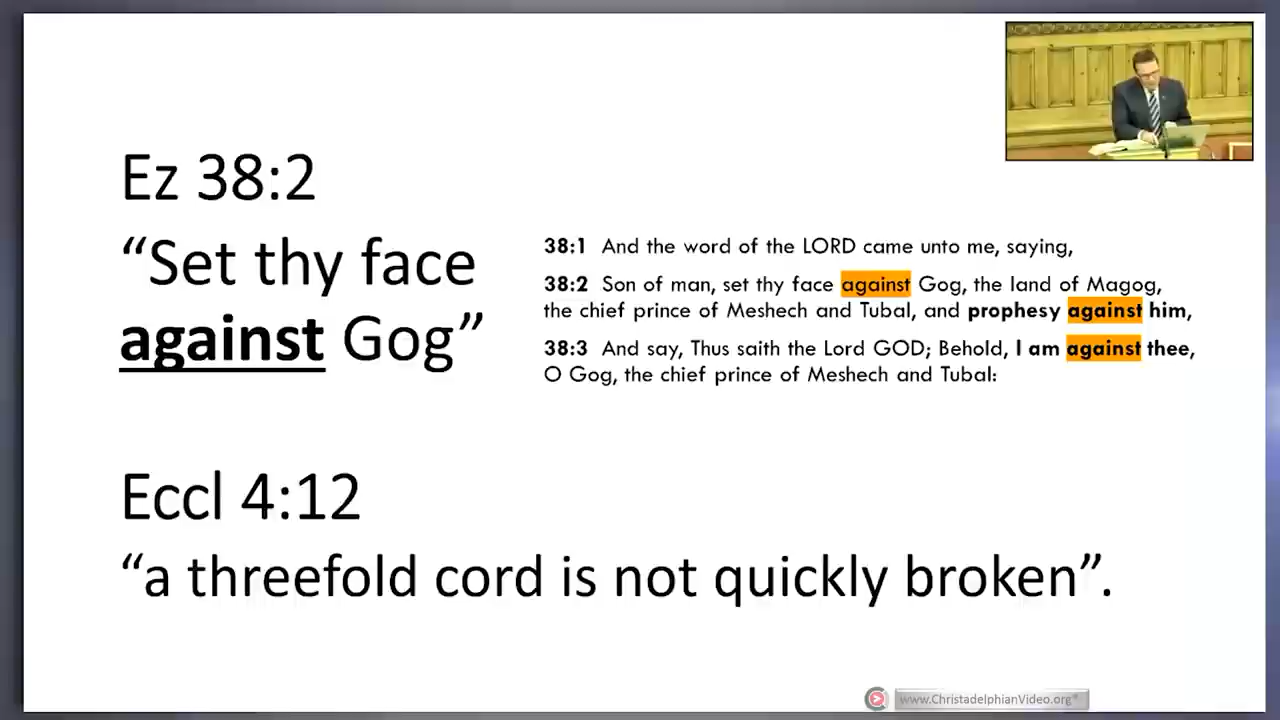 Ez 38:2
“Set thy face
against Gog”
38:1 And the word of the LORD came unto me, saying,
38:2 Son of man, set thy face against Gog, the land of Magog,
the chief prince of Meshech and Tubal, and prophesy against him,
38:3 And say, Thus saith the Lord GOD; Behold, I am against thee,
O Gog, the chief prince of Meshech and Tubal:
Eccl 4:12
“a threefold cord is not quickly broken”.
www.ChristadelphianVideo.org®